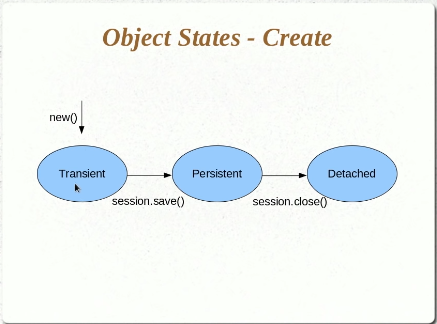 Object States - Create
new()
Transient
Persistent
Detached
session.save()
session.close()